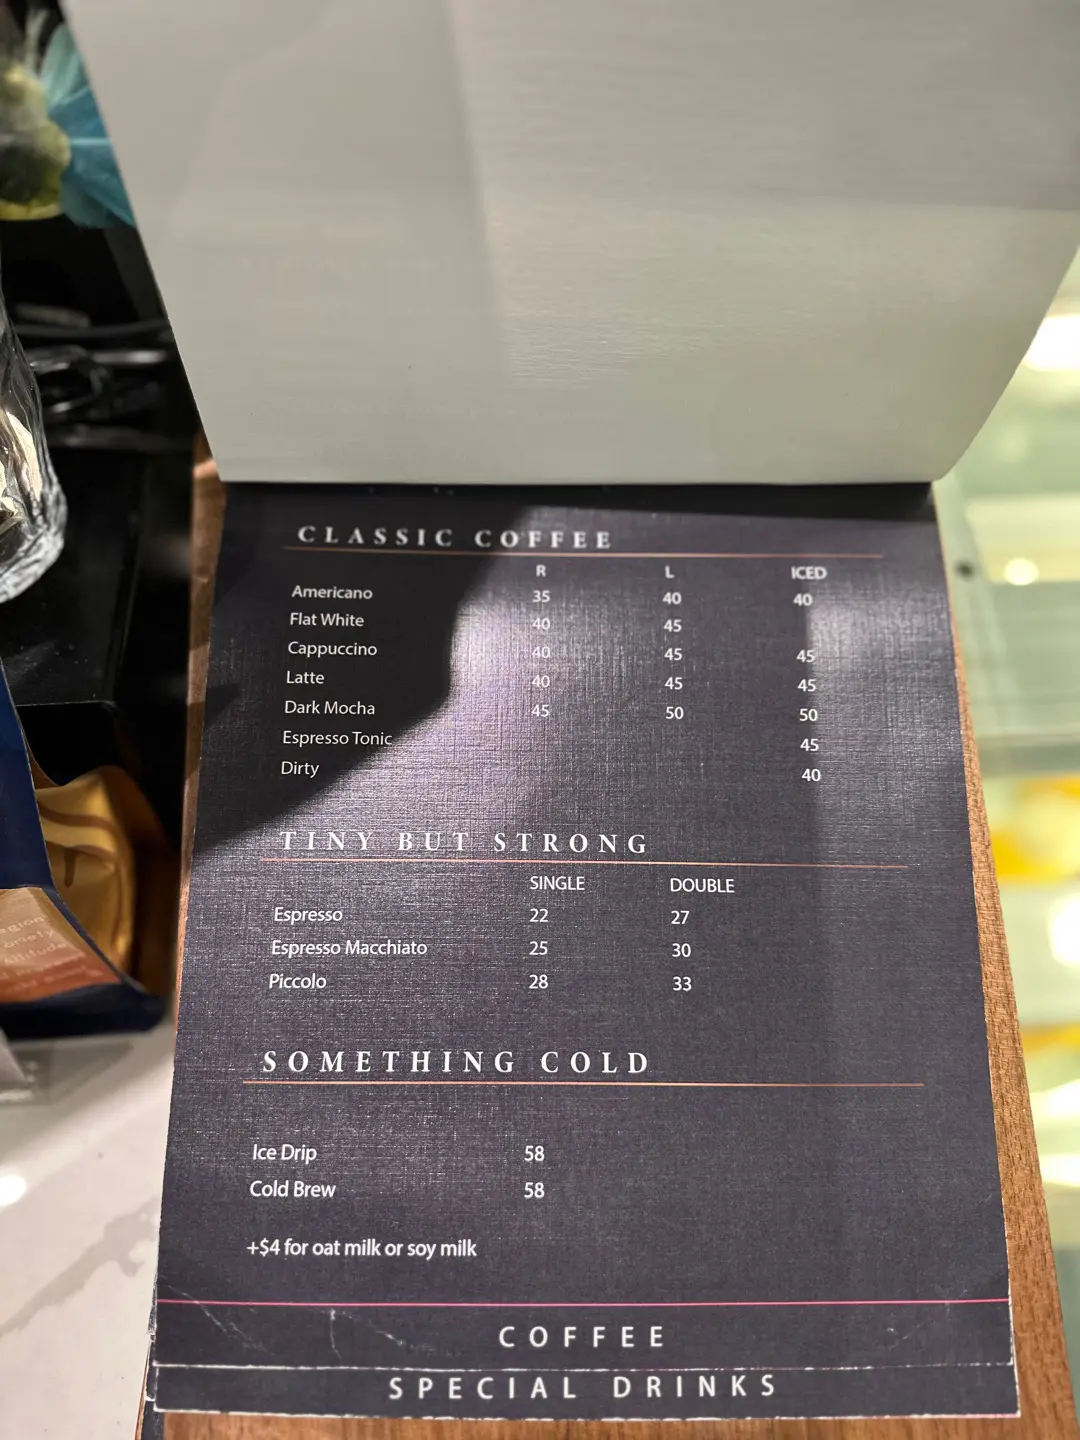 CLASSIC COFFEE
R L ICED
Americano 35 40 40
Flat White 40 45
Cappuccino 40 45 45
Latte 40 45 45
Dark Mocha 45 50 50
Espresso Tonic 45
Dirty 40
TINY BUT STRONG
SINGLE DOUBLE
Espresso 22 27
Espresso Macchiato 25 30
Piccolo 28 33
SOMETHING COLD
Ice Drip 58
Cold Brew 58
+$4 for oat milk or soy milk
COFFEE
SPECIAL DRINKS